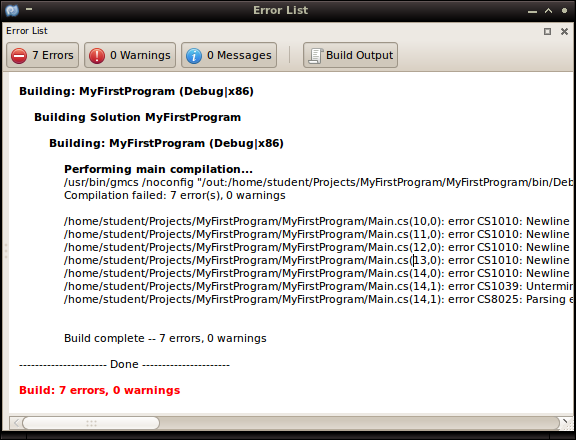 Error List
Error List
7 Errors
0 Warnings
0 Messages
Build Output
Building: MyFirstProgram (Debug|x86)
Building Solution MyFirstProgram
Building: MyFirstProgram (Debug|x86)
Performing main compilation...
/usr/bin/gmcs /noconfig "/out:/home/student/Projects/MyFirstProgram/MyFirstProgram/bin/Deb
Compilation failed: 7 error(s), 0 warnings
/home/student/Projects/MyFirstProgram/MyFirstProgram/Main.cs(10,0): error CS1010: Newline
/home/student/Projects/MyFirstProgram/MyFirstProgram/Main.cs(11,0): error CS1010: Newline
/home/student/Projects/MyFirstProgram/MyFirstProgram/Main.cs(12,0): error CS1010: Newline
/home/student/Projects/MyFirstProgram/MyFirstProgram/Main.cs(13,0): error CS1010: Newline
/home/student/Projects/MyFirstProgram/MyFirstProgram/Main.cs(14,0): error CS1010: Newline
/home/student/Projects/MyFirstProgram/MyFirstProgram/Main.cs(14,1): error CS1039: Untermin
/home/student/Projects/MyFirstProgram/MyFirstProgram/Main.cs(14,1): error CS8025: Parsing e
Build complete -- 7 errors, 0 warnings
---------------------- Done ----------------------
Build: 7 errors, 0 warnings